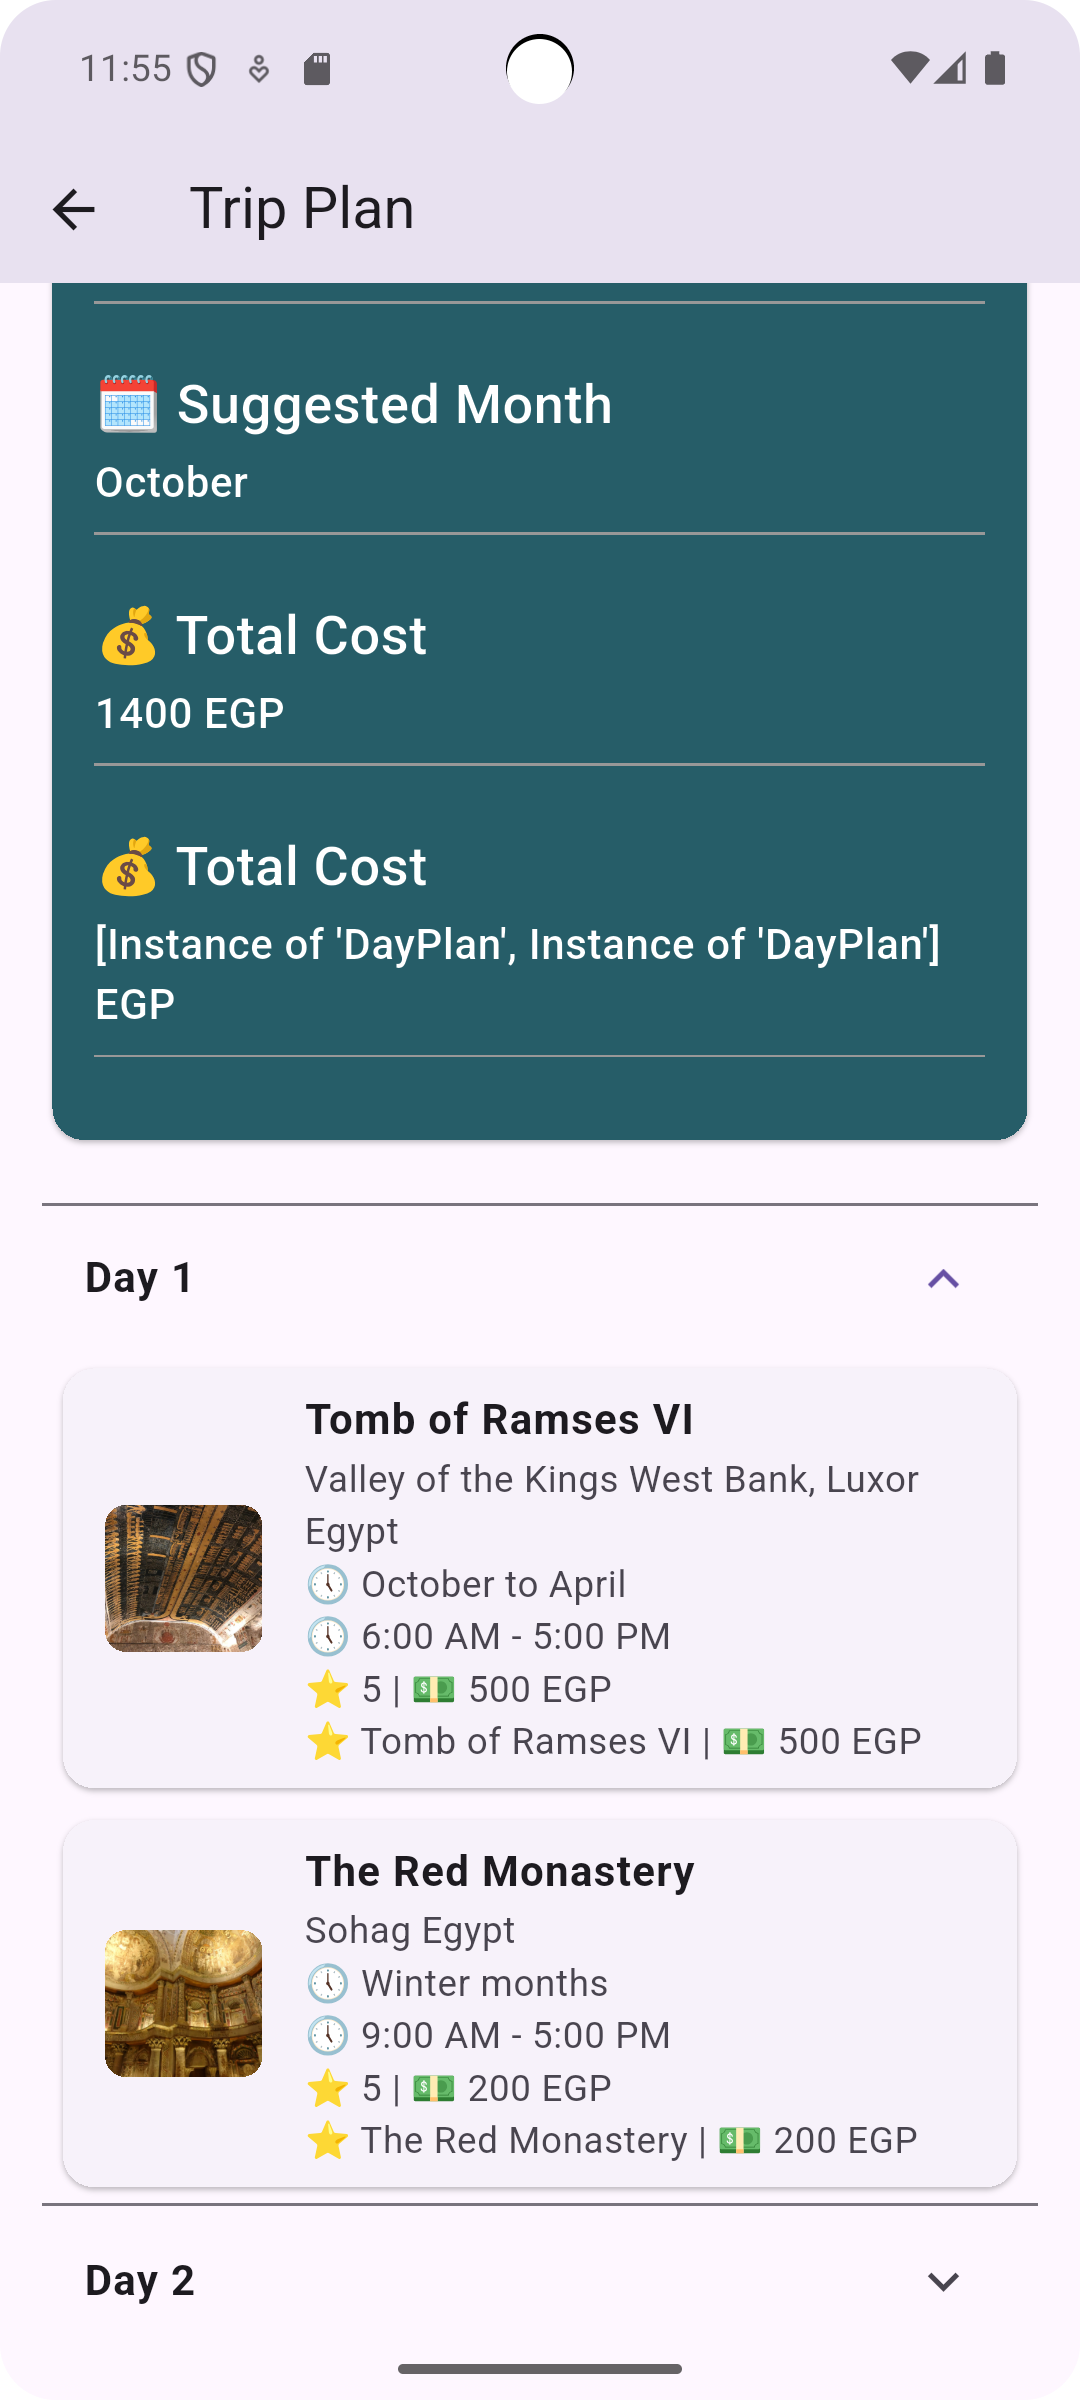 11:55
Trip Plan
🗓️ Suggested Month
October
💰 Total Cost
1400 EGP
💰 Total Cost
[Instance of 'DayPlan', Instance of 'DayPlan']
EGP
Day 1
Tomb of Ramses VI
Valley of the Kings West Bank, Luxor
Egypt
🕔 October to April
🕔 6:00 AM - 5:00 PM
⭐ 5 | 💵 500 EGP
⭐ Tomb of Ramses VI | 💵 500 EGP
The Red Monastery
Sohag Egypt
🕔 Winter months
🕔 9:00 AM - 5:00 PM
⭐ 5 | 💵 200 EGP
⭐ The Red Monastery | 💵 200 EGP
Day 2